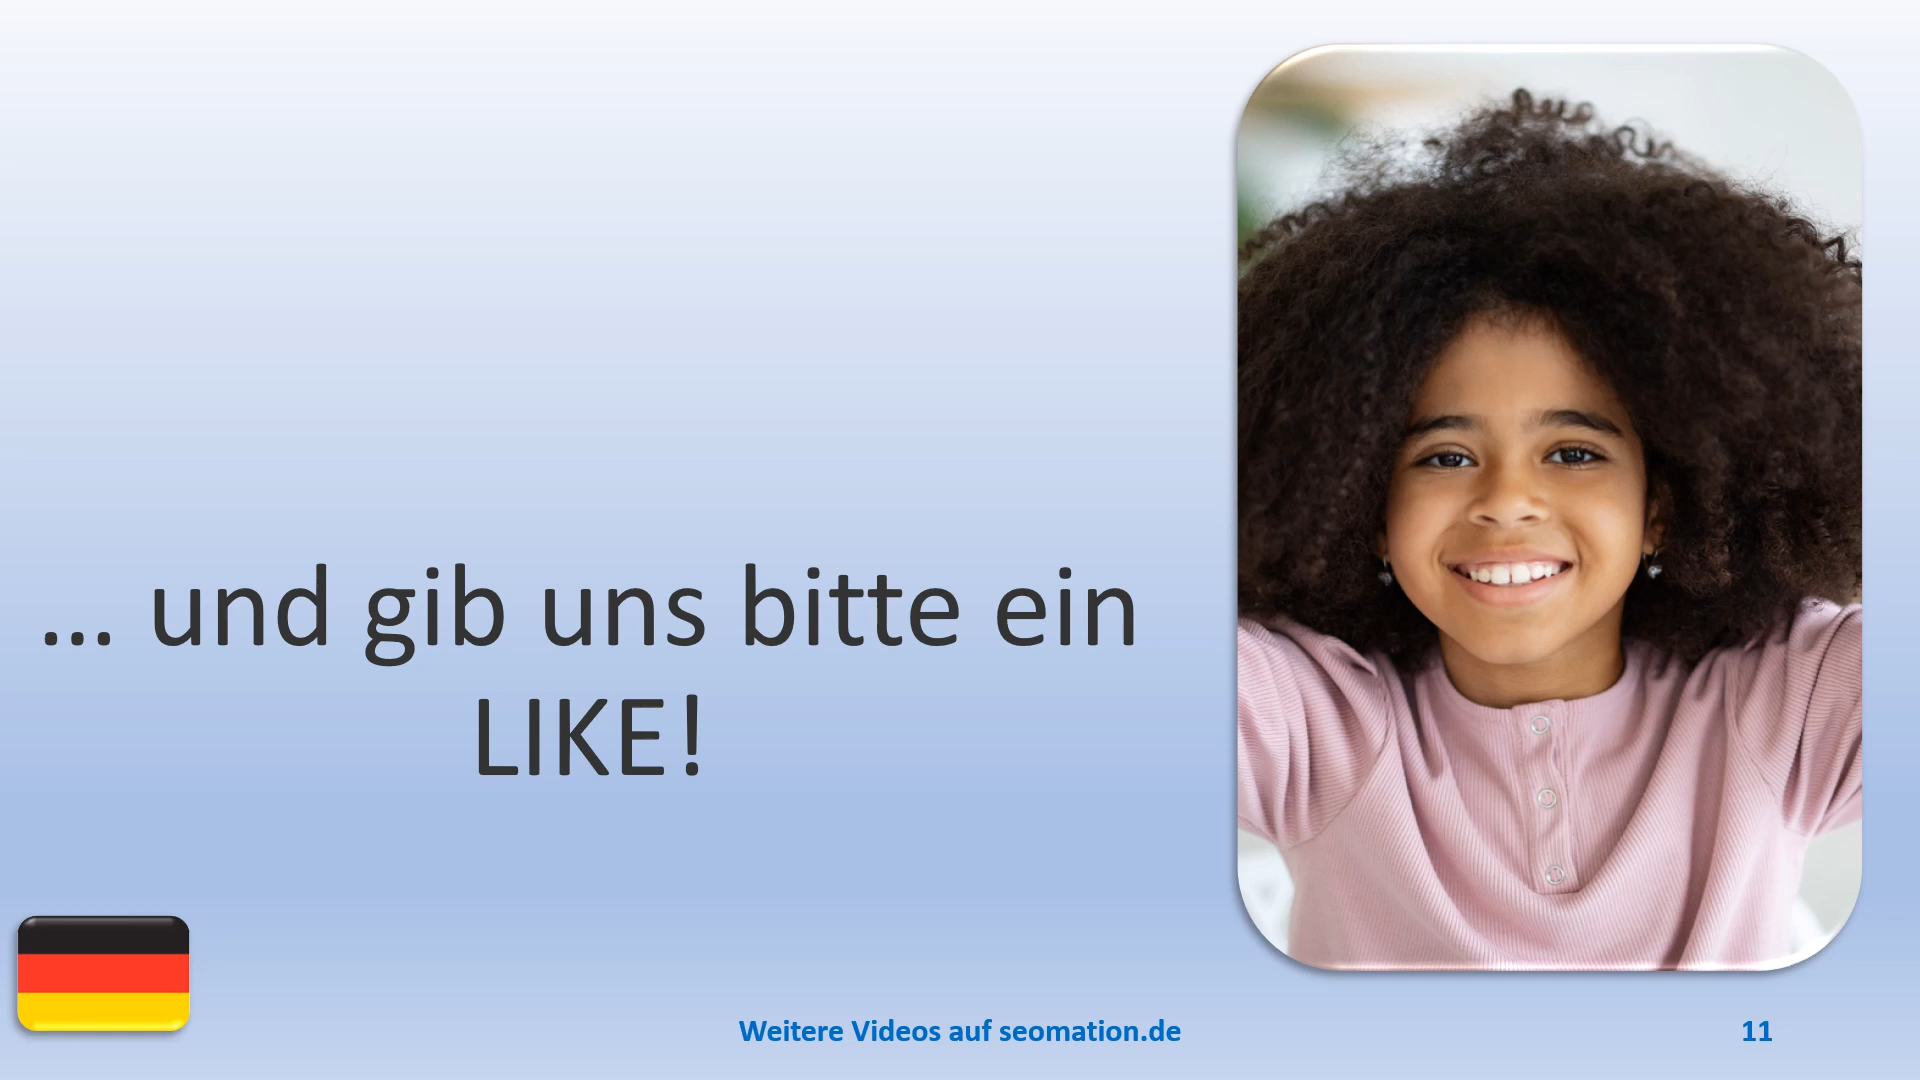 ... und gib uns bitte ein
LIKE!
Weitere Videos auf seomation.de
11